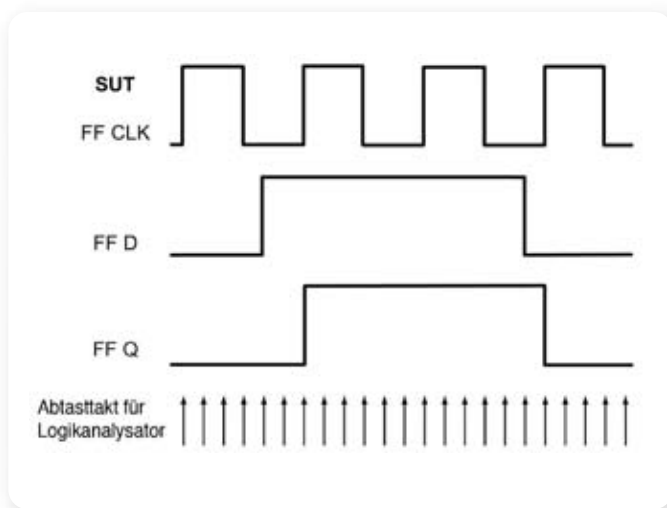 SUT
FF CLK
FF D
FF Q
Abtasttakt für
Logikanalysator